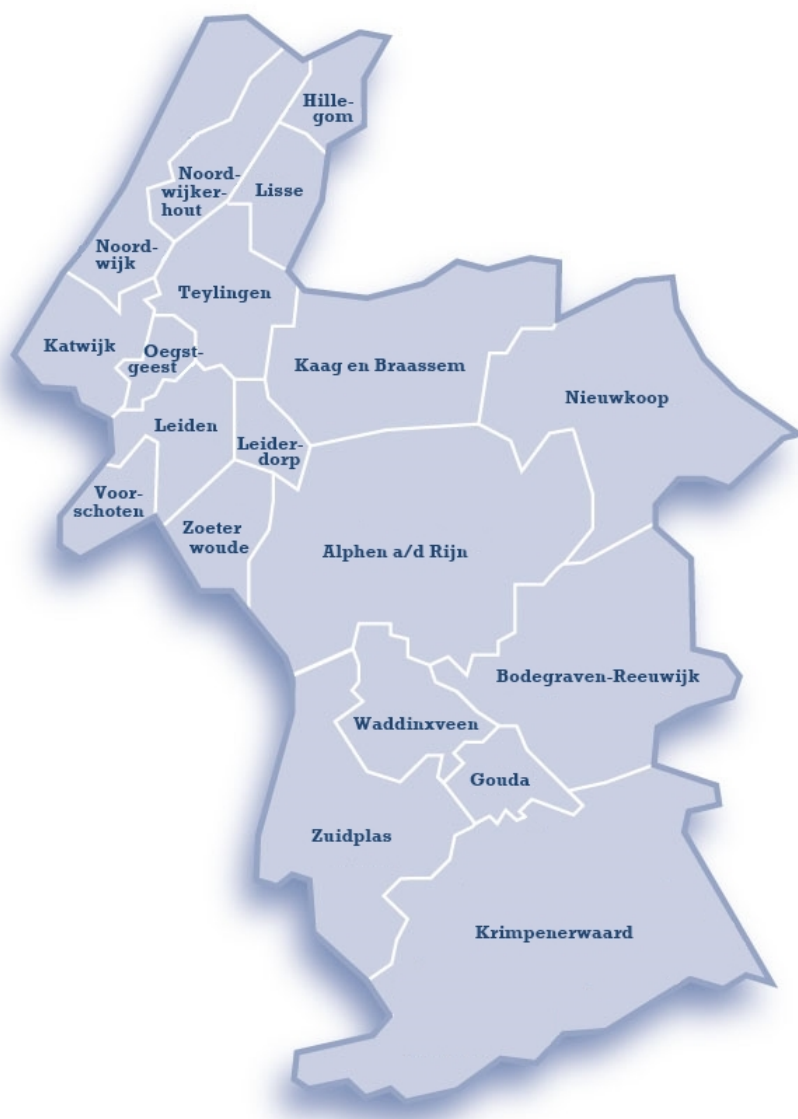 Hille-
gom
Noord-
wijker-
hout
Lisse
Noord-
wijk
Teylingen
Katwijk
Oegst-
geest
Kaag en Braassem
Nieuwkoop
Leiden
Leider-
dorp
Voor-
schoten
Zoeter
woude
Alphen a/d Rijn
Bodegraven-Reeuwijk
Waddinxveen
Gouda
Zuidplas
Krimpenerwaard